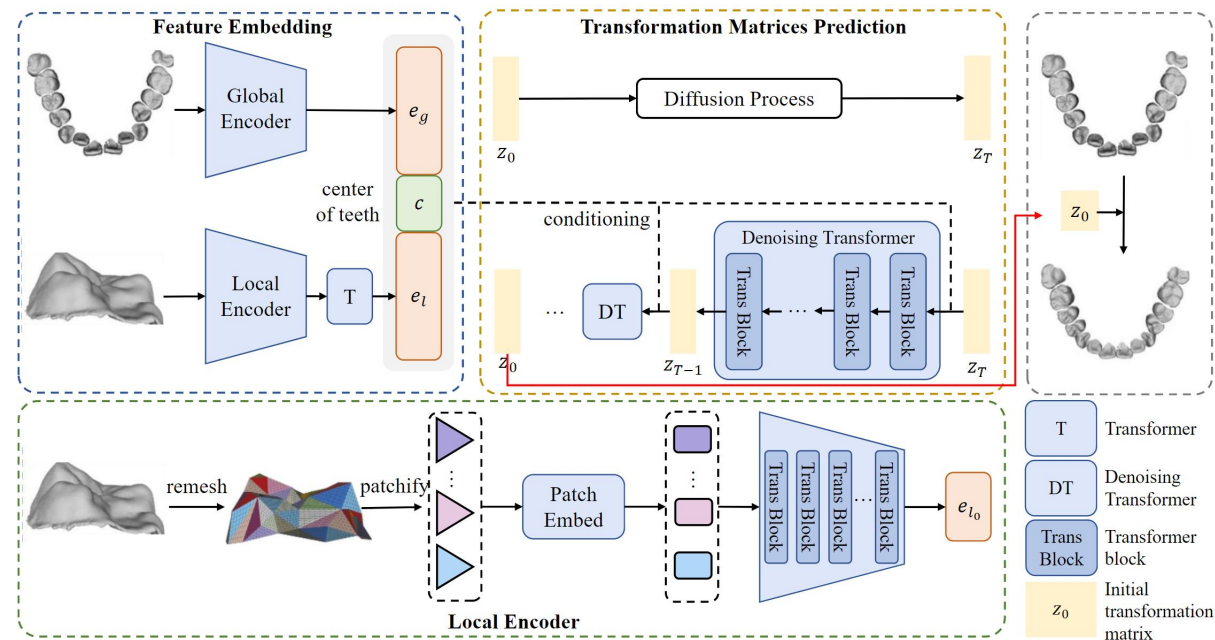 Feature Embedding
Global
Encoder
e_g
center
of teeth
c
Local
Encoder
T
e_l
Transformation Matrices Prediction
z_0
Diffusion Process
z_T
conditioning
Denoising Transformer
z_0
...
DT
z_{T-1}
Trans Block
...
Trans Block
Trans Block
z_T
z_0
remesh
patchify
...
...
Patch
Embed
...
...
Trans Block
Trans Block
Trans Block
...
Trans Block
e_{l_0}
Local Encoder
T
Transformer
DT
Denoising
Transformer
Trans
Block
Transformer
block
z_0
Initial
transformation
matrix